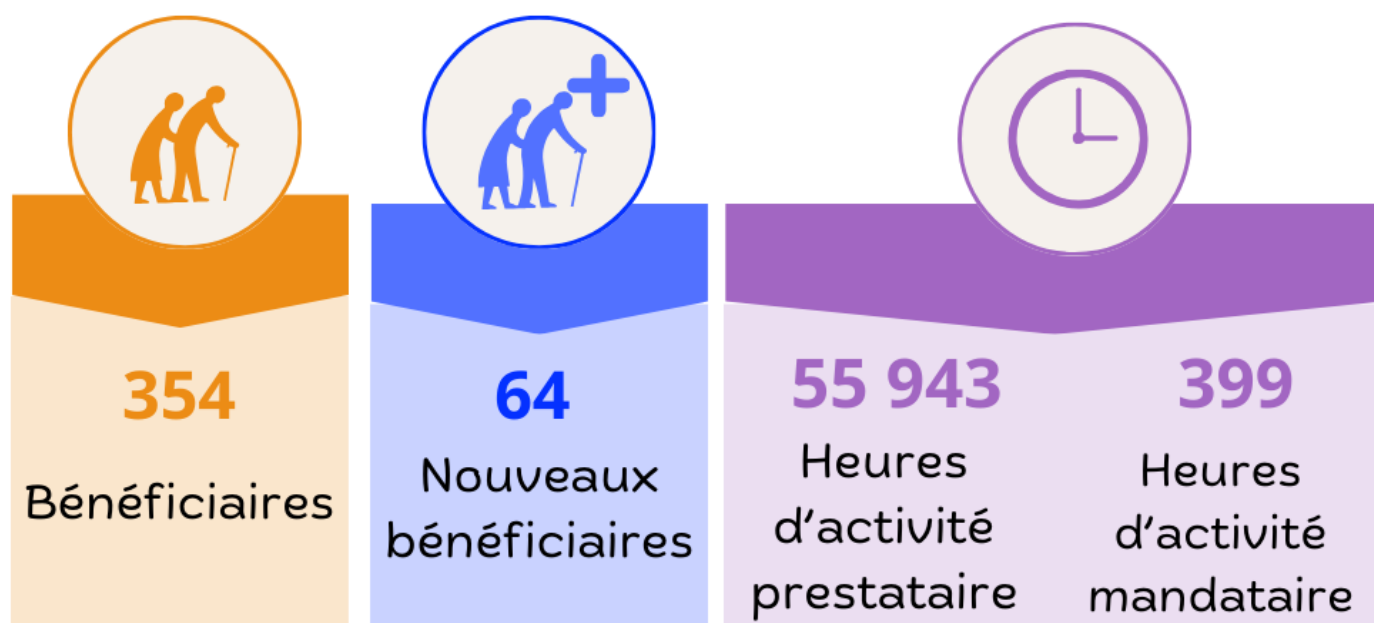 354
Bénéficiaires
64
Nouveaux
bénéficiaires
55 943
Heures
d’activité
prestataire
399
Heures
d’activité
mandataire